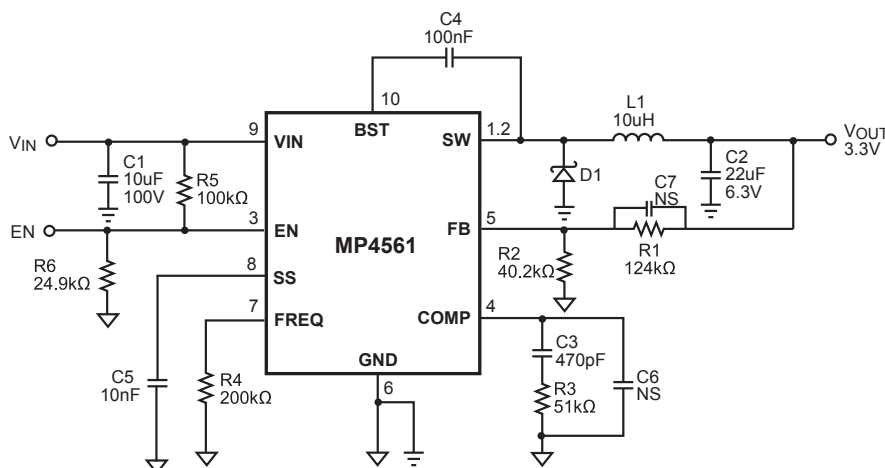 C4
100nF
10
BST
VIN
9
VIN
C1
10uF
100V
R5
100kΩ
EN
3
EN
R6
24.9kΩ
8
SS
7
FREQ
C5
10nF
R4
200kΩ
MP4561
GND
6
SW
1.2
L1
10uH
VOUT
3.3V
D1
C2
22uF
6.3V
C7
NS
FB
5
R2
40.2kΩ
R1
124kΩ
COMP
4
C3
470pF
R3
51kΩ
C6
NS